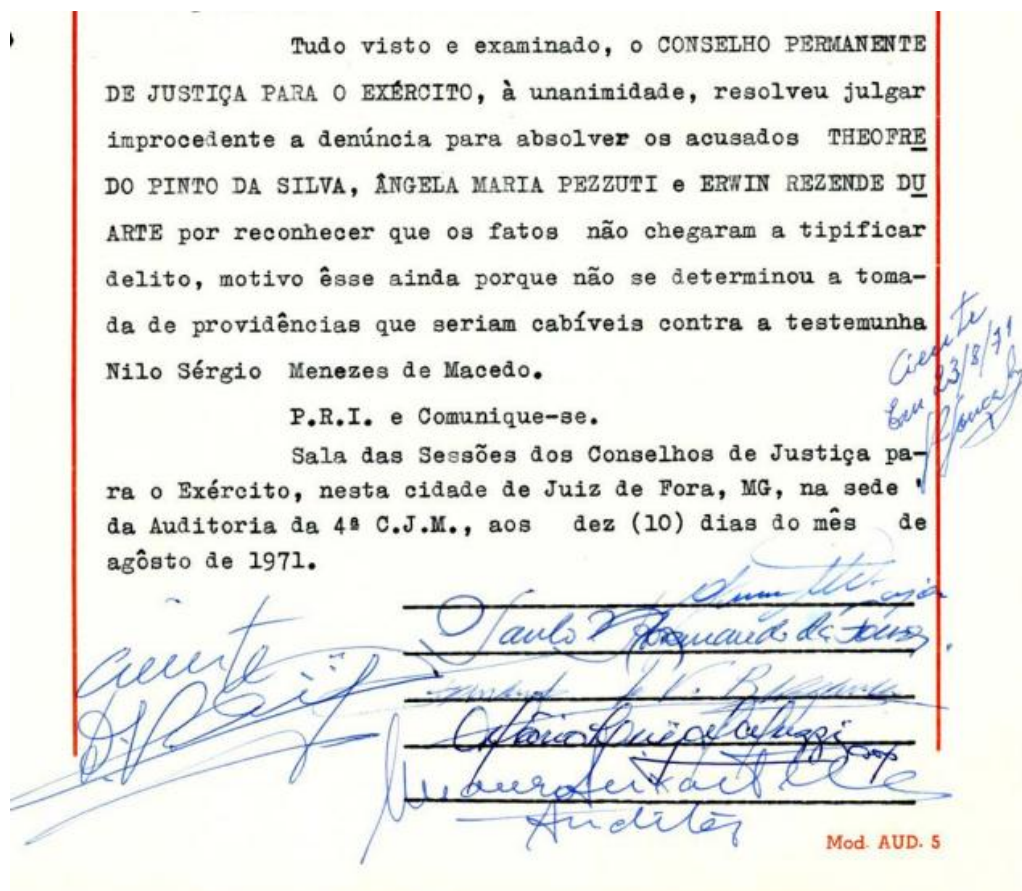 Tudo visto e examinado, o CONSELHO PERMANENTE
DE JUSTIÇA PARA O EXÉRCITO, à unanimidade, resolveu julgar
improcedente a denúncia para absolver os acusados THEOFRE
DO PINTO DA SILVA, ÂNGELA MARIA PEZZUTI e ERWIN REZENDE DU
ARTE por reconhecer que os fatos não chegaram a tipificar
delito, motivo êsse ainda porque não se determinou a toma-
da de providências que seriam cabíveis contra a testemunha
Nilo Sérgio Menezes de Macedo.
P.R.I. e Comunique-se.
Sala das Sessões dos Conselhos de Justiça pa-
ra o Exército, nesta cidade de Juiz de Fora, MG, na sede '
da Auditoria da 4ª C.J.M., aos dez (10) dias do mês de
agôsto de 1971.
Ciente
Em 23/8/71
Ciente
Paulo
Auditor
Mod. AUD. 5